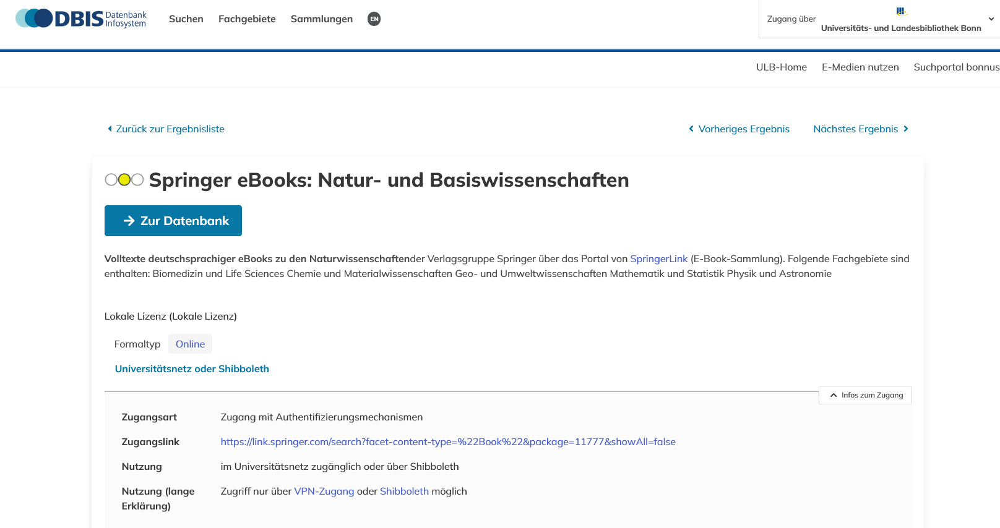 DBIS Datenbank Infosystem
Suchen Fachgebiete Sammlungen EN
Zugang über Universitäts- und Landesbibliothek Bonn
ULB-Home E-Medien nutzen Suchportal bonnus
Zurück zur Ergebnisliste Vorheriges Ergebnis Nächstes Ergebnis
Springer eBooks: Natur- und Basiswissenschaften
Zur Datenbank
Volltexte deutschsprachiger eBooks zu den Naturwissenschaftender Verlagsgruppe Springer über das Portal von SpringerLink (E-Book-Sammlung). Folgende Fachgebiete sind
enthalten: Biomedizin und Life Sciences Chemie und Materialwissenschaften Geo- und Umweltwissenschaften Mathematik und Statistik Physik und Astronomie
Lokale Lizenz (Lokale Lizenz)
Formaltyp Online
Universitätsnetz oder Shibboleth
Infos zum Zugang
Zugangsart Zugang mit Authentifizierungsmechanismen
Zugangslink https://link.springer.com/search?facet-content-type=%22Book%22&package=11777&showAll=false
Nutzung im Universitätsnetz zugänglich oder über Shibboleth
Nutzung (lange Zugriff nur über VPN-Zugang oder Shibboleth möglich
Erklärung)